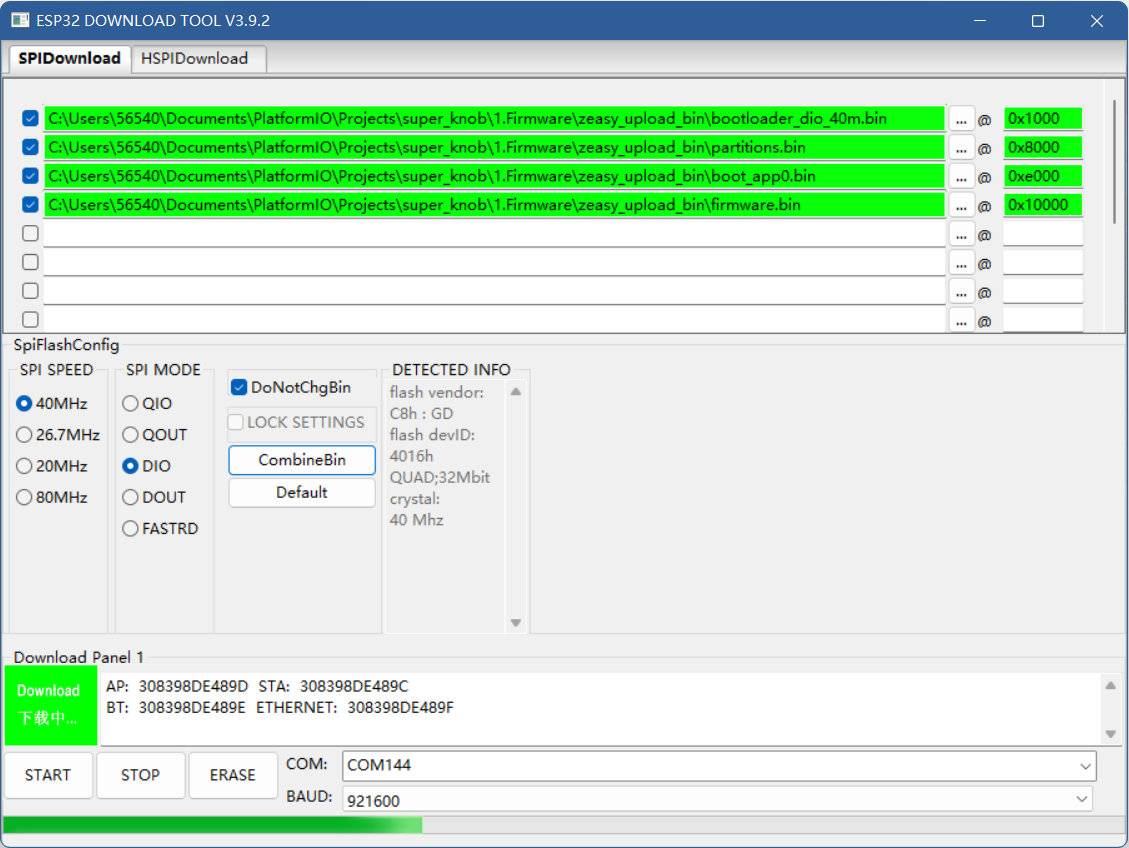 ESP32 DOWNLOAD TOOL V3.9.2
SPIDownload HSPIDownload
C:\Users\56540\Documents\PlatformIO\Projects\super_knob\1.Firmware\zeasy_upload_bin\bootloader_dio_40m.bin ... @ 0x1000
C:\Users\56540\Documents\PlatformIO\Projects\super_knob\1.Firmware\zeasy_upload_bin\partitions.bin ... @ 0x8000
C:\Users\56540\Documents\PlatformIO\Projects\super_knob\1.Firmware\zeasy_upload_bin\boot_app0.bin ... @ 0xe000
C:\Users\56540\Documents\PlatformIO\Projects\super_knob\1.Firmware\zeasy_upload_bin\firmware.bin ... @ 0x10000
... @
... @
... @
... @
SpiFlashConfig
SPI SPEED
40MHz
26.7MHz
20MHz
80MHz
SPI MODE
QIO
QOUT
DIO
DOUT
FASTRD
DoNotChgBin
LOCK SETTINGS
CombineBin
Default
DETECTED INFO
flash vendor:
C8h : GD
flash devID:
4016h
QUAD;32Mbit
crystal:
40 Mhz
Download Panel 1
Download
下载中...
AP: 308398DE489D STA: 308398DE489C
BT: 308398DE489E ETHERNET: 308398DE489F
START STOP ERASE
COM: COM144
BAUD: 921600